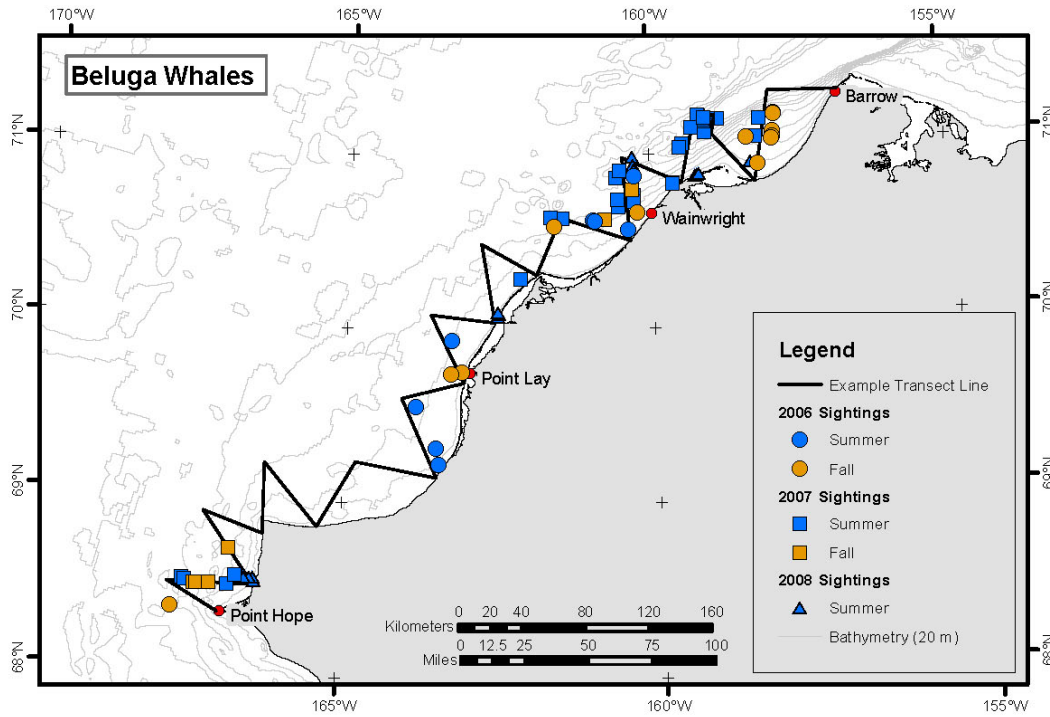 170°W
165°W
160°W
155°W
Beluga Whales
Barrow
71°N
71°N
Wainwright
70°N
70°N
Point Lay
69°N
69°N
Point Hope
68°N
68°N
Legend
Example Transect Line
2006 Sightings
Summer
Fall
2007 Sightings
Summer
Fall
2008 Sightings
Summer
Bathymetry (20 m)
0 20 40 80 120 160
Kilometers
0 12.5 25 50 75 100
Miles
165°W
160°W
155°W